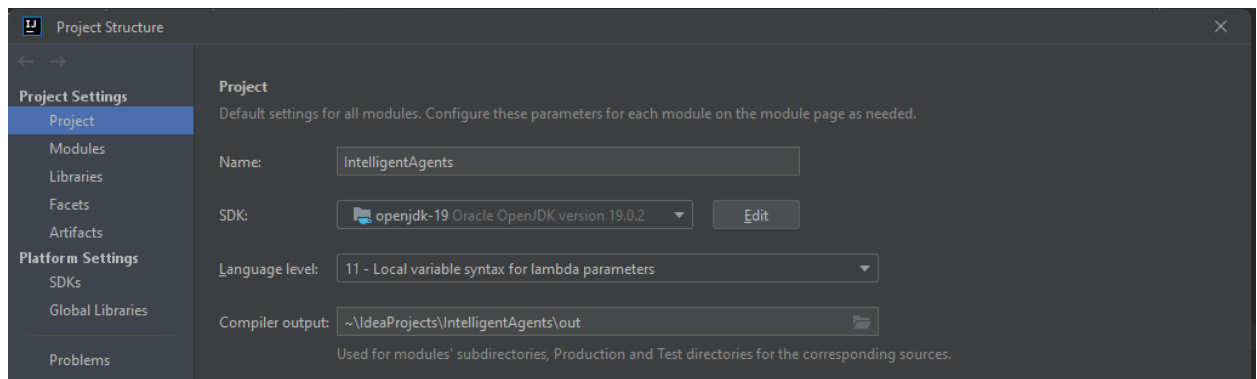 IJ
Project Structure
Project Settings
Project
Modules
Libraries
Facets
Artifacts
Platform Settings
SDKs
Global Libraries
Problems
Project
Default settings for all modules. Configure these parameters for each module on the module page as needed.
Name: IntelligentAgents
SDK: openjdk-19 Oracle OpenJDK version 19.0.2 Edit
Language level: 11 - Local variable syntax for lambda parameters
Compiler output: ~\IdeaProjects\IntelligentAgents\out
Used for modules' subdirectories, Production and Test directories for the corresponding sources.